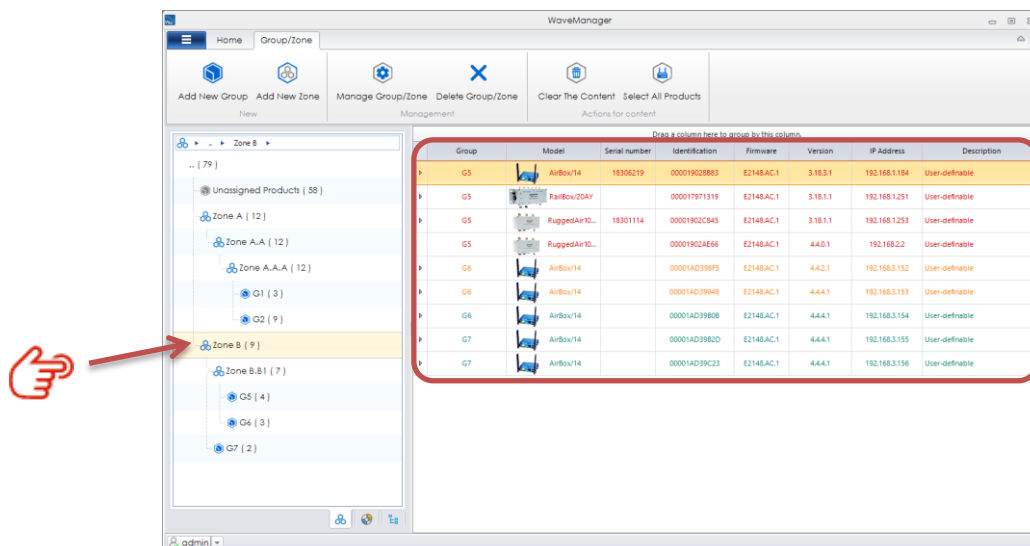 WaveManager
Home Group/Zone
Add New Group Add New Zone Manage Group/Zone Delete Group/Zone Clear The Content Select All Products
New Management Actions for content
.. Zone B
.. ( 79 )
Unassigned Products ( 58 )
Zone A ( 12 )
Zone A.A ( 12 )
Zone A.A.A ( 12 )
G1 ( 3 )
G2 ( 9 )
Zone B ( 9 )
Zone B.B1 ( 7 )
G5 ( 4 )
G6 ( 3 )
G7 ( 2 )
admin
Drag a column here to group by this column.
Group Model Serial number Identification Firmware Version IP Address Description
G5 AirBox/14 18306219 000019028B83 E2148.AC.1 3.18.3.1 192.168.1.184 User-definable
G5 RailBox/20AY 000017971319 E2148.AC.1 3.18.1.1 192.168.1.251 User-definable
G5 RuggedAir10... 18301114 00001902C845 E2148.AC.1 3.18.1.1 192.168.1.253 User-definable
G5 RuggedAir10... 00001902AE66 E2148.AC.1 4.4.0.1 192.168.2.2 User-definable
G6 AirBox/14 00001AD398F5 E2148.AC.1 4.4.2.1 192.168.3.152 User-definable
G6 AirBox/14 00001AD39948 E2148.AC.1 4.4.4.1 192.168.3.153 User-definable
G6 AirBox/14 00001AD39B0B E2148.AC.1 4.4.4.1 192.168.3.154 User-definable
G7 AirBox/14 00001AD39B2D E2148.AC.1 4.4.4.1 192.168.3.155 User-definable
G7 AirBox/14 00001AD39C23 E2148.AC.1 4.4.4.1 192.168.3.156 User-definable